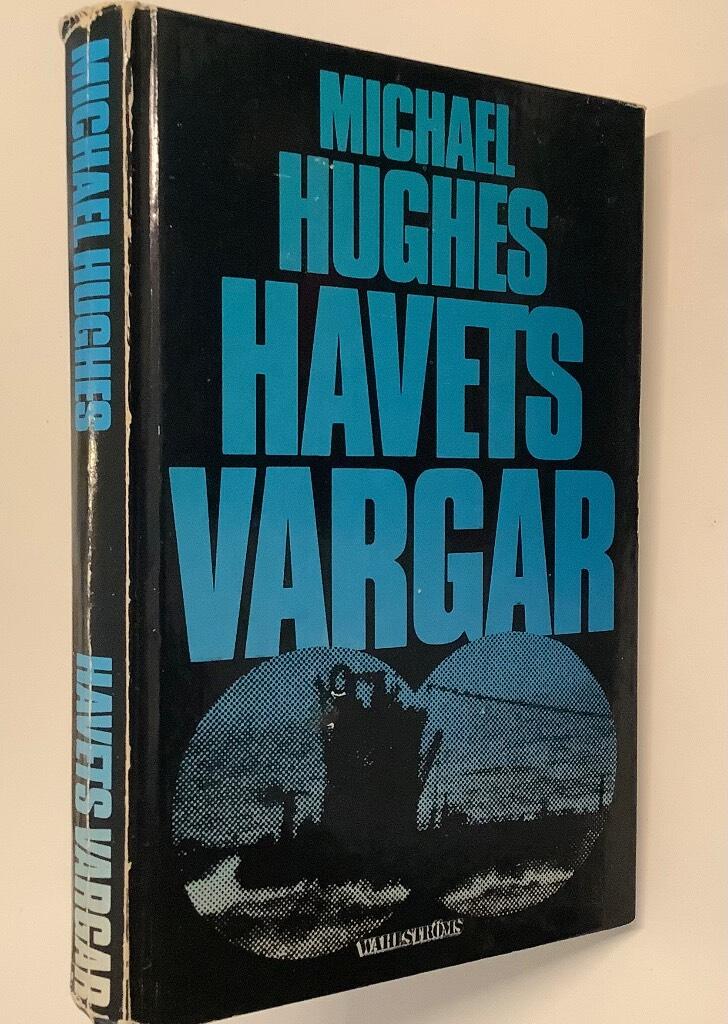 MICHAEL
HUGHES
HAVETS
VARGAR
WAHLSTRÖMS
MICHAEL HUGHES
HAVETS VARGAR